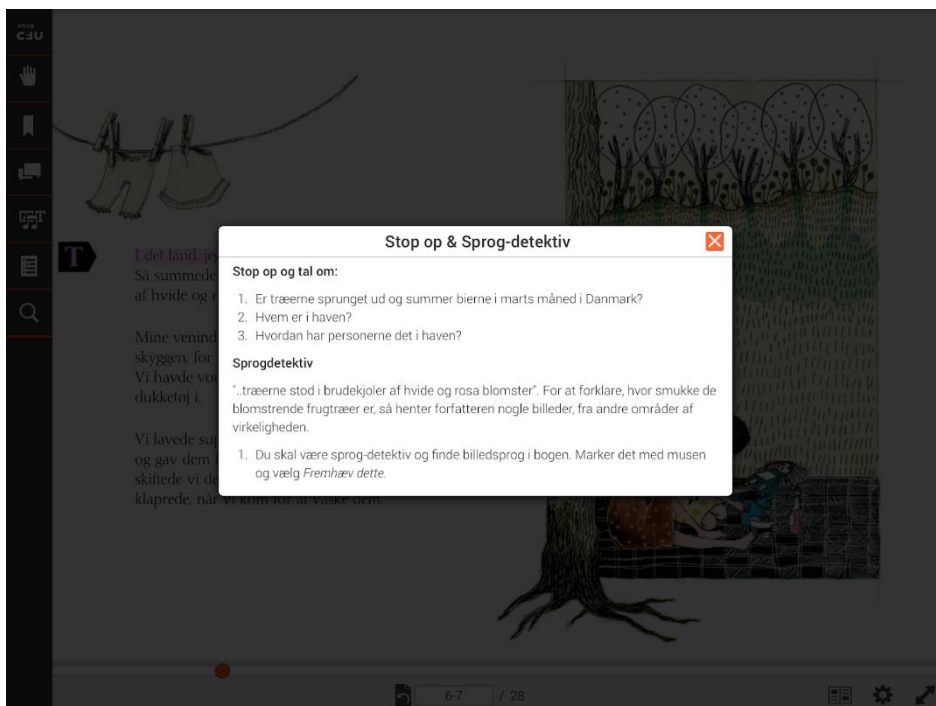 Stop op & Sprog-detektiv
Stop op og tal om:
1. Er træerne sprunget ud og summer bierne i marts måned i Danmark?
2. Hvem er i haven?
3. Hvordan har personerne det i haven?
Sprogdetektiv
"..træerne stod i brudekjoler af hvide og rosa blomster". For at forklare, hvor smukke de
blomstrende frugtræer er, så henter forfatteren nogle billeder, fra andre områder af
virkeligheden.
1. Du skal være sprog-detektiv og finde billedsprog i bogen. Marker det med musen
og vælg Fremhæv dette.
T
I det land,
Så summede
af hvide og
Mine
skyggen, for
Vi havde
dukketøj i.
Vi lavede
og gav dem
skiftede vi
klaprede, når vi kom for at vaske dem.
6-7 / 28